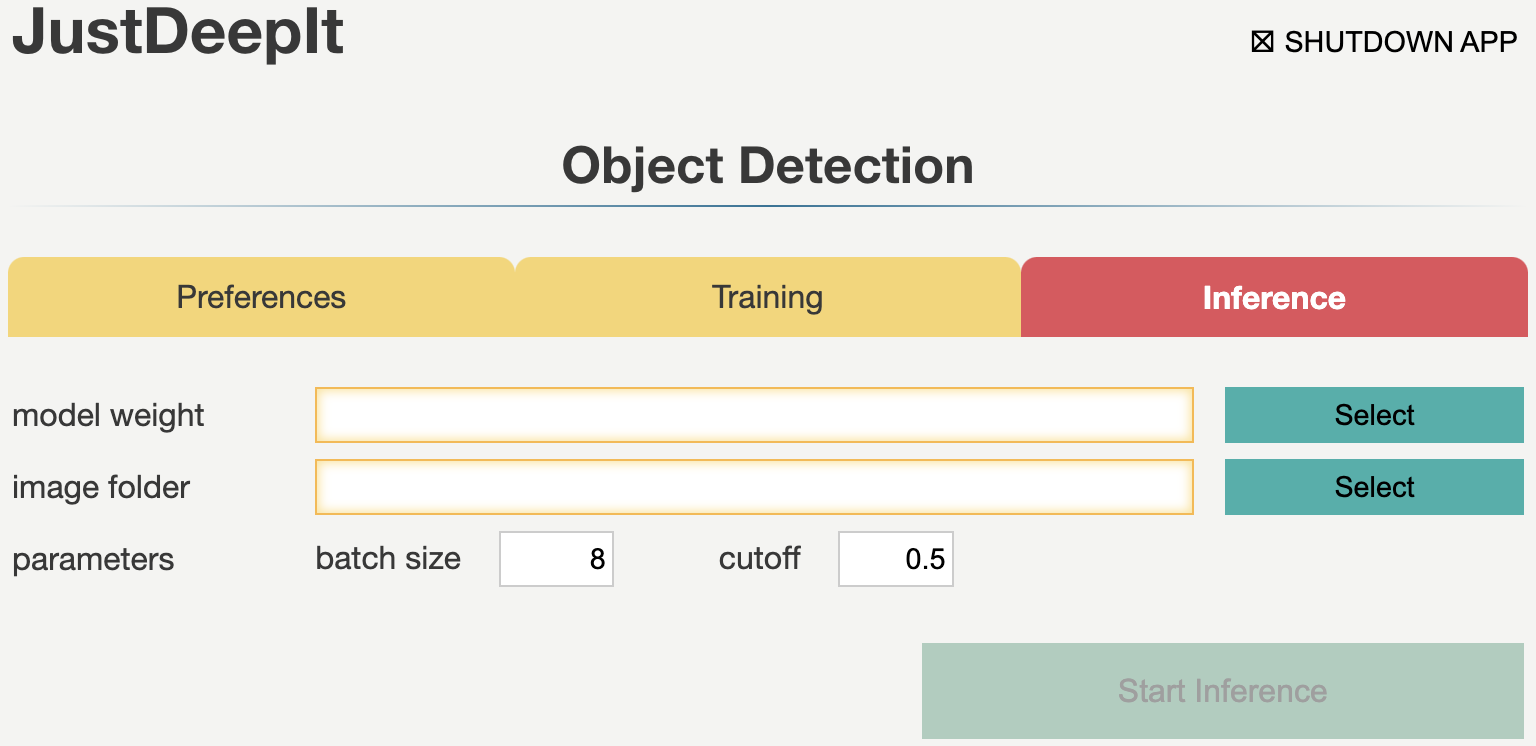 JustDeepIt
☒ SHUTDOWN APP
Object Detection
Preferences Training Inference
model weight Select
image folder Select
parameters batch size 8 cutoff 0.5
Start Inference